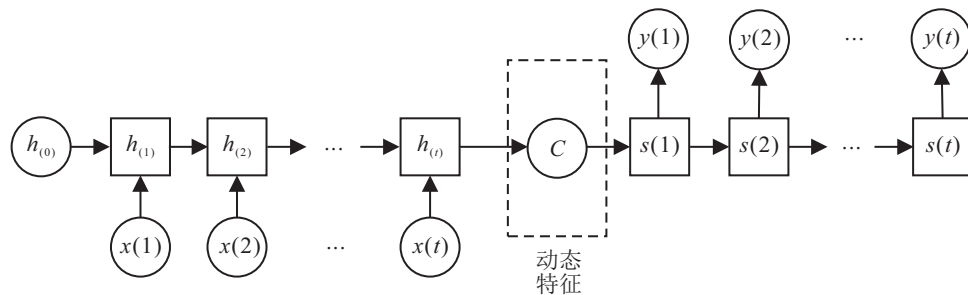 y(1) y(2) ... y(t)
h(0) h(1) h(2) ... h(t) C s(1) s(2) ... s(t)
x(1) x(2) ... x(t)
动态
特征